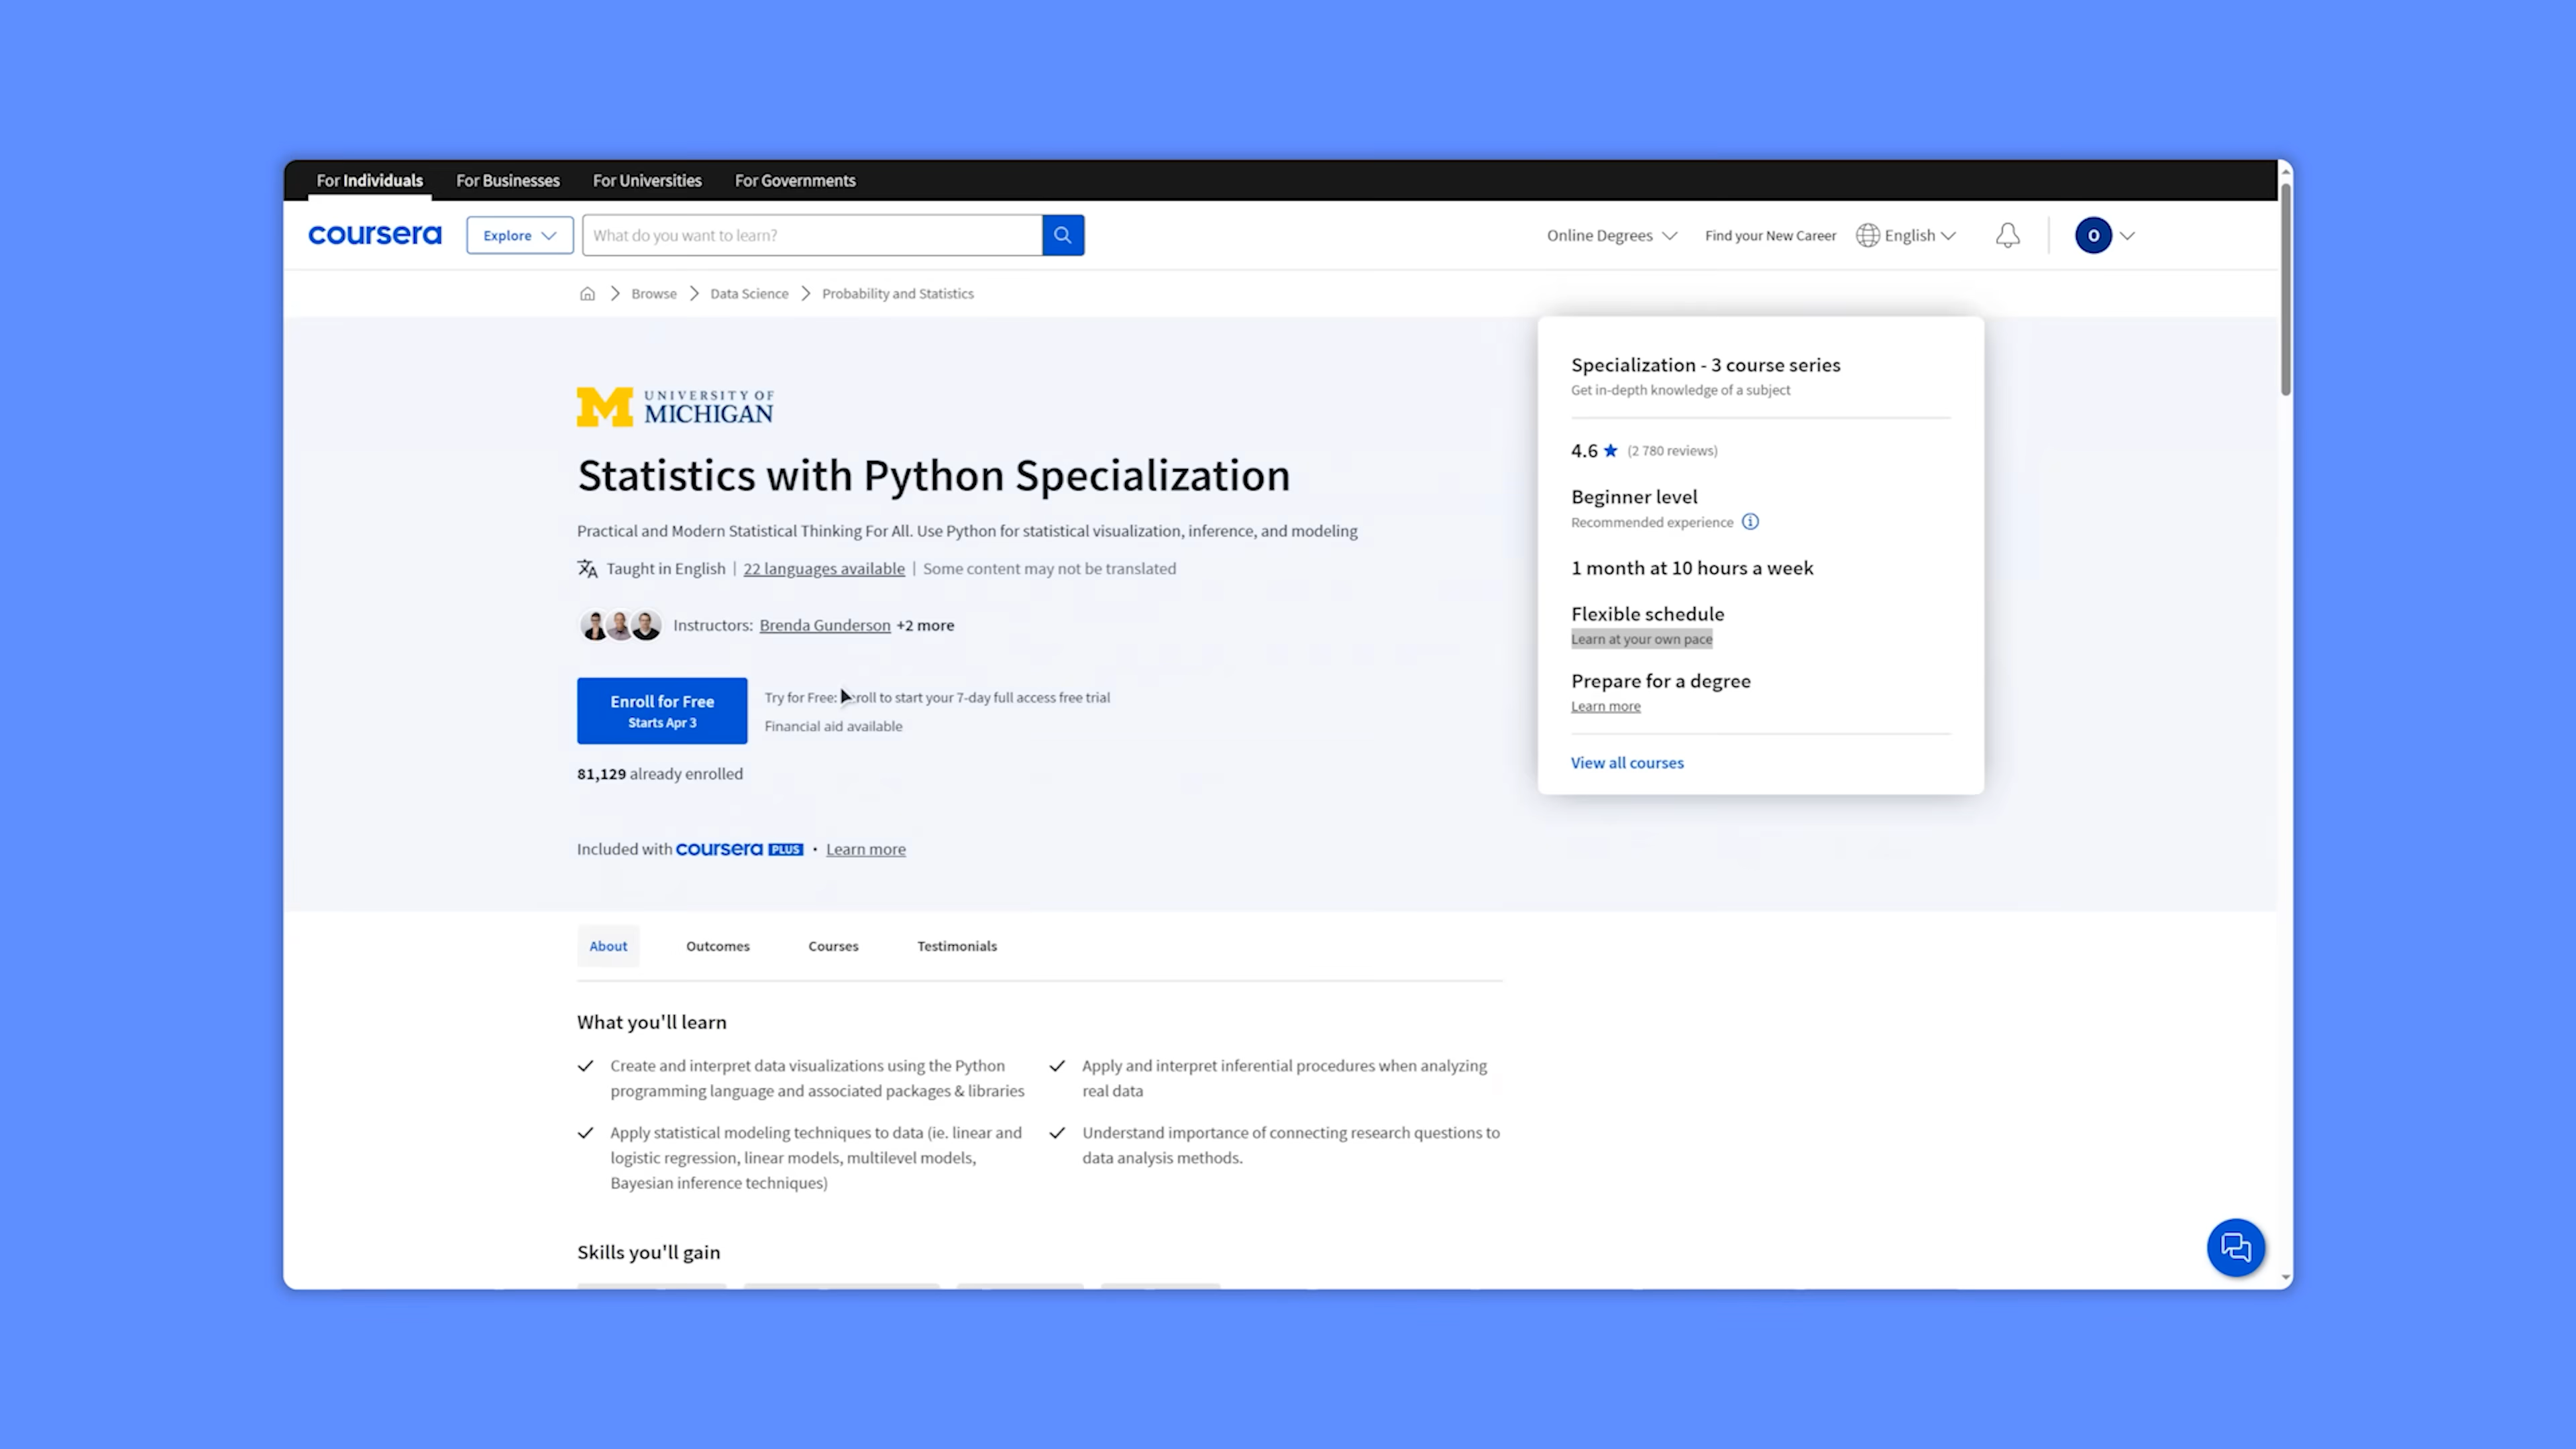 For Individuals For Businesses For Universities For Governments
coursera Explore What do you want to learn? Online Degrees Find your New Career English O
Browse Data Science Probability and Statistics
UNIVERSITY OF
MICHIGAN
Statistics with Python Specialization
Practical and Modern Statistical Thinking For All. Use Python for statistical visualization, inference, and modeling
Taught in English | 22 languages available | Some content may not be translated
Instructors: Brenda Gunderson +2 more
Enroll for Free
Starts Apr 3
Try for Free: roll to start your 7-day full access free trial
Financial aid available
81,129 already enrolled
Included with coursera PLUS • Learn more
Specialization - 3 course series
Get in-depth knowledge of a subject
4.6 ★ (2 780 reviews)
Beginner level
Recommended experience
1 month at 10 hours a week
Flexible schedule
Learn at your own pace
Prepare for a degree
Learn more
View all courses
About Outcomes Courses Testimonials
What you'll learn
Create and interpret data visualizations using the Python
programming language and associated packages & libraries
Apply and interpret inferential procedures when analyzing
real data
Apply statistical modeling techniques to data (ie. linear and
logistic regression, linear models, multilevel models,
Bayesian inference techniques)
Understand importance of connecting research questions to
data analysis methods.
Skills you'll gain